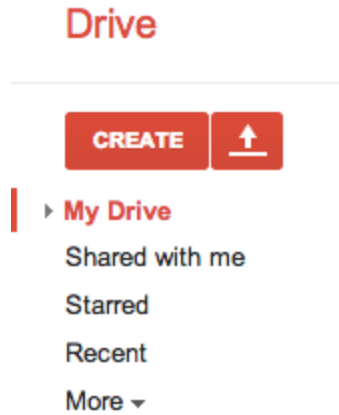 Drive
CREATE
My Drive
Shared with me
Starred
Recent
More